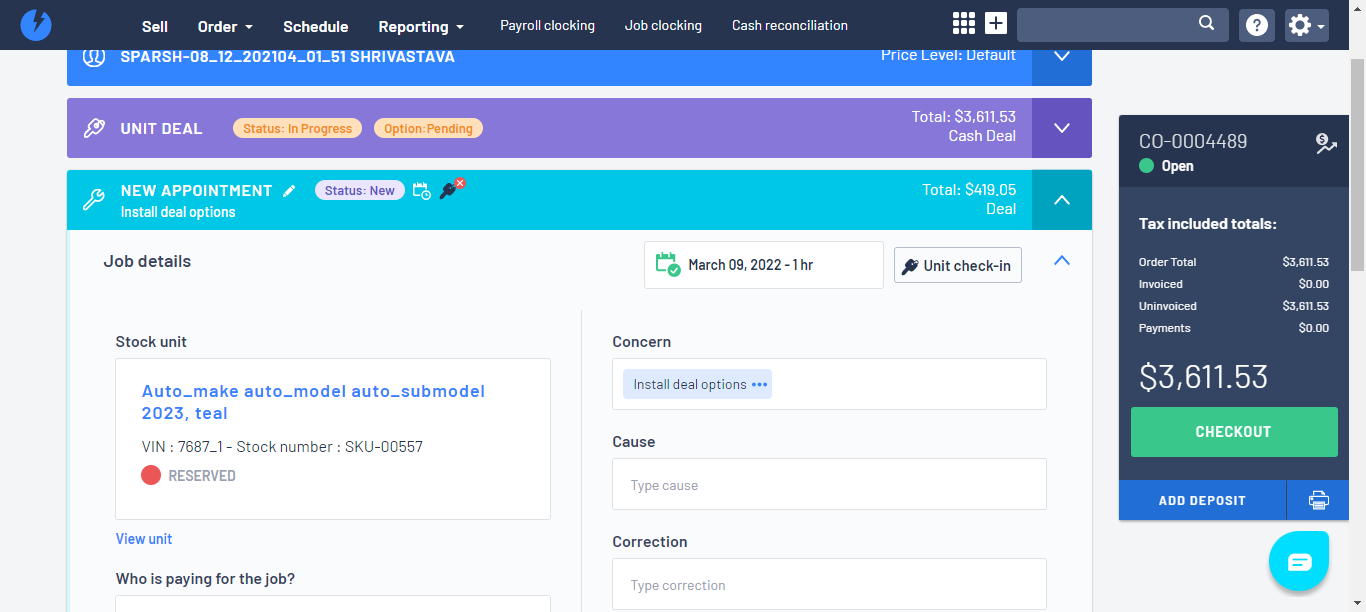 Sell
Order
Schedule
Reporting
Payroll clocking
Job clocking
Cash reconciliation
SPARSH-08_12_202104_01_51 SHRIVASTAVA
Price Level: Default
UNIT DEAL
Status: In Progress
Option:Pending
Total: $3,611.53
Cash Deal
NEW APPOINTMENT
Status: New
Install deal options
Total: $419.05
Deal
Job details
March 09, 2022 - 1 hr
Unit check-in
Stock unit
Auto_make auto_model auto_submodel
2023, teal
VIN : 7687_1 - Stock number : SKU-00557
RESERVED
View unit
Who is paying for the job?
Concern
Install deal options
Cause
Type cause
Correction
Type correction
CO-0004489
Open
Tax included totals:
Order Total $3,611.53
Invoiced $0.00
Uninvoiced $3,611.53
Payments $0.00
$3,611.53
CHECKOUT
ADD DEPOSIT